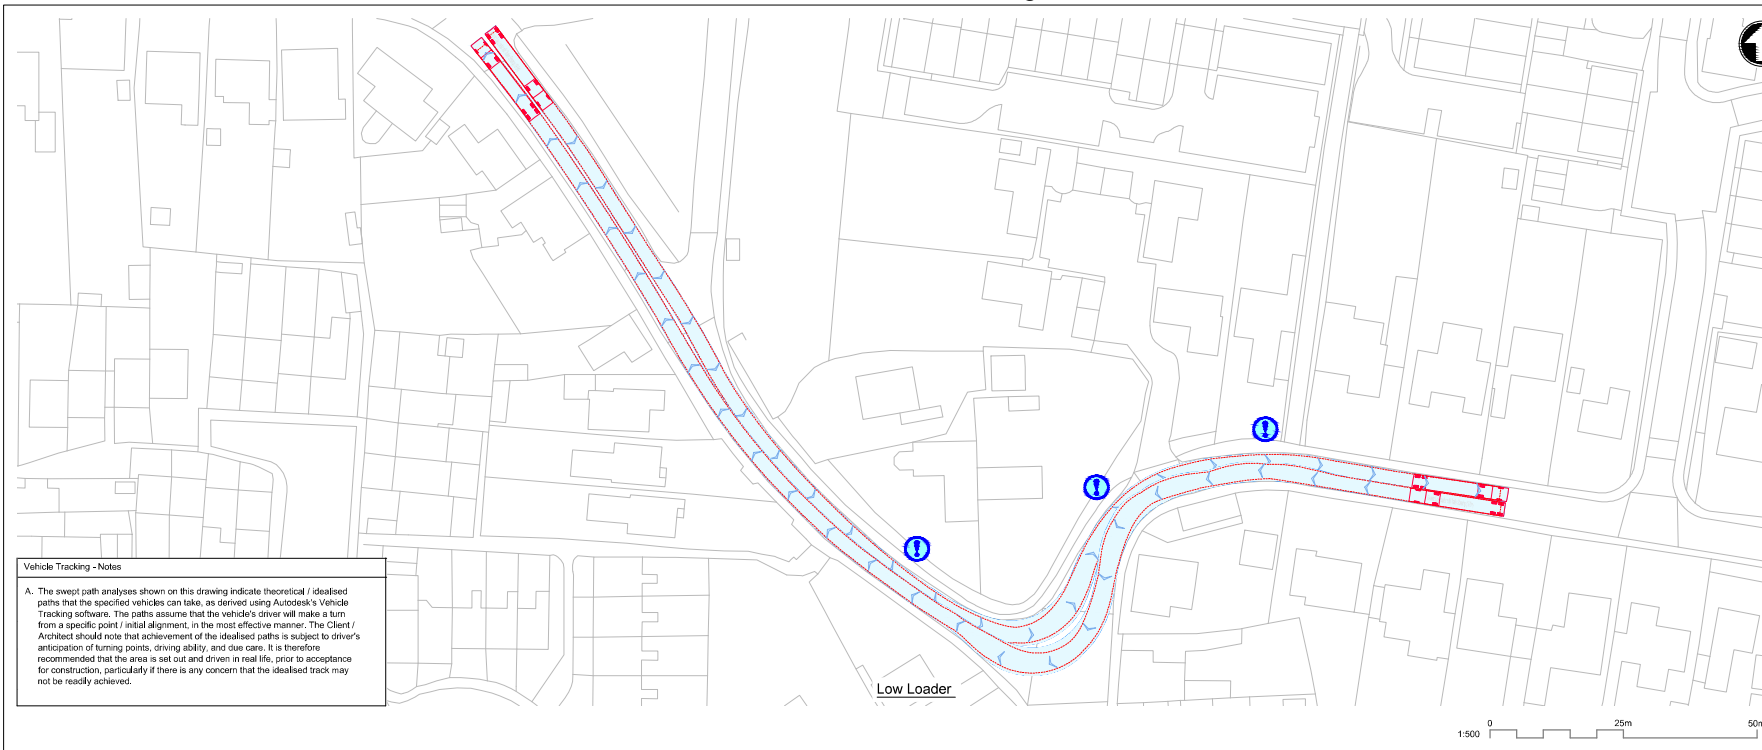 Vehicle Tracking - Notes
A. The swept path analyses shown on this drawing indicate theoretical / idealised
paths that the specified vehicles can take, as derived using Autodesk's Vehicle
Tracking software. The paths assume that the vehicle's driver will make a turn
from a specific point / initial alignment, in the most effective manner. The Client /
Architect should note that achievement of the idealised paths is subject to driver's
anticipation of turning points, driving ability, and due care. It is therefore
recommended that the area is set out and driven in real life, prior to acceptance
for construction, particularly if there is any concern that the idealised track may
not be readily achieved.
Low Loader
1:500
0
25m
50m